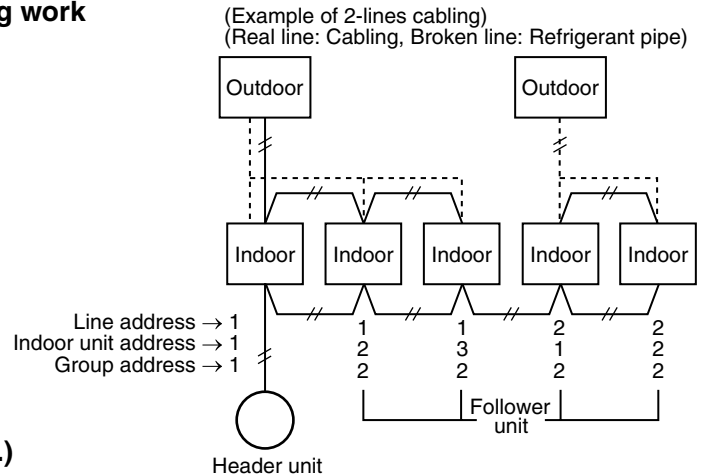 g work
(Example of 2-lines cabling)
(Real line: Cabling, Broken line: Refrigerant pipe)
Outdoor Outdoor
Indoor Indoor Indoor Indoor Indoor
Line address → 1 1 1 2 2
Indoor unit address → 1 2 3 1 2
Group address → 1 2 2 2 2
Follower
unit
.)
Header unit